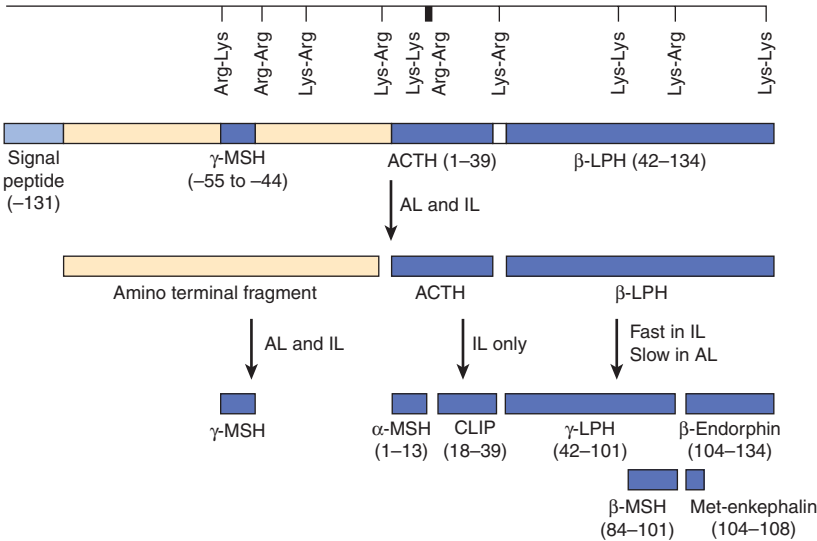 Arg-Lys
Arg-Arg
Lys-Arg
Lys-Arg
Lys-Lys
Arg-Arg
Lys-Arg
Lys-Lys
Lys-Arg
Lys-Lys
Signal
peptide
(–131)
γ-MSH
(–55 to –44)
ACTH (1–39)
β-LPH (42–134)
AL and IL
Amino terminal fragment
ACTH
β-LPH
AL and IL
IL only
Fast in IL
Slow in AL
γ-MSH
α-MSH
(1–13)
CLIP
(18–39)
γ-LPH
(42–101)
β-Endorphin
(104–134)
β-MSH
(84–101)
Met-enkephalin
(104–108)